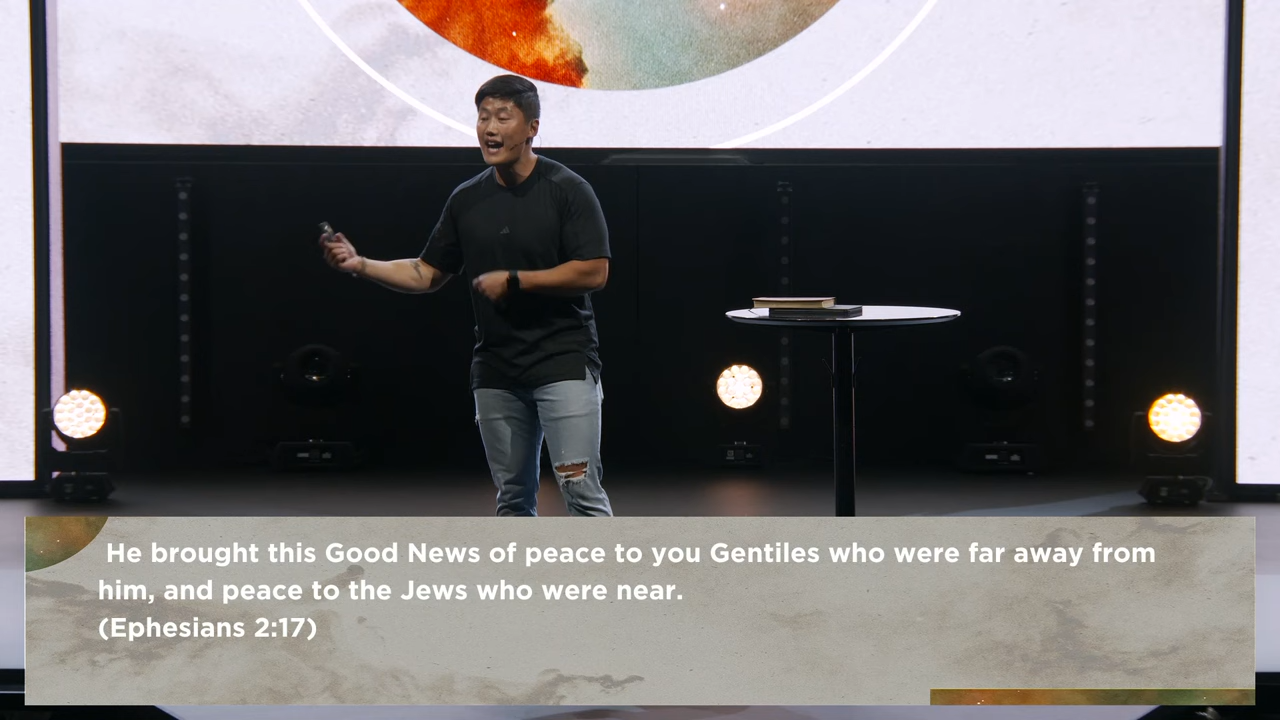 He brought this Good News of peace to you Gentiles who were far away from
him, and peace to the Jews who were near.
(Ephesians 2:17)